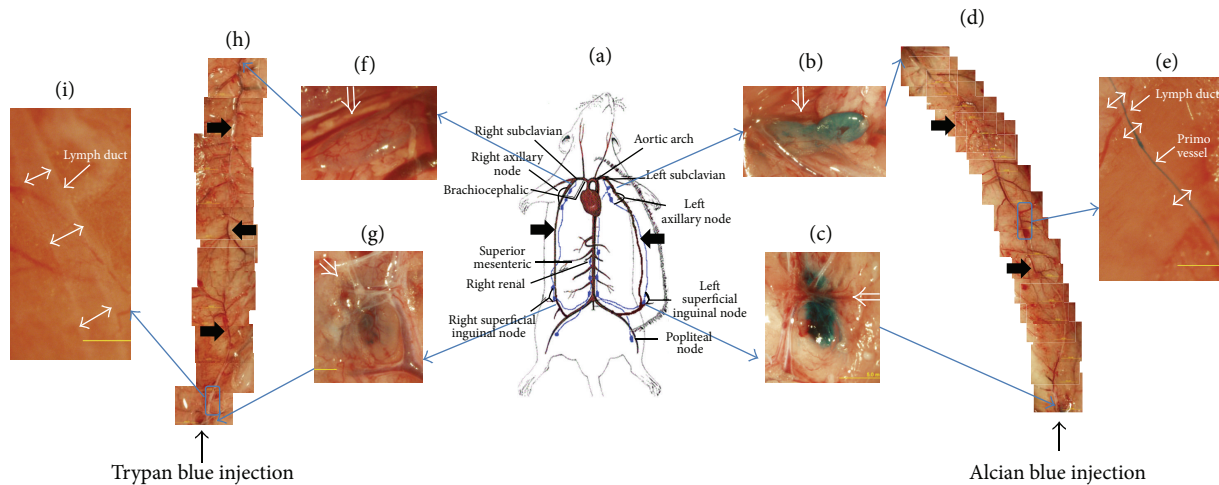 (a)
(b)
(c)
(d)
(e)
(f)
(g)
(h)
(i)
Right subclavian
Right axillary
node
Brachiocephalic
Aortic arch
Left subclavian
Left
axillary node
Superior
mesenteric
Right renal
Right superficial
inguinal node
Left
superficial
inguinal node
Popliteal
node
Lymph duct
Lymph duct
Primo
vessel
Trypan blue injection
Alcian blue injection